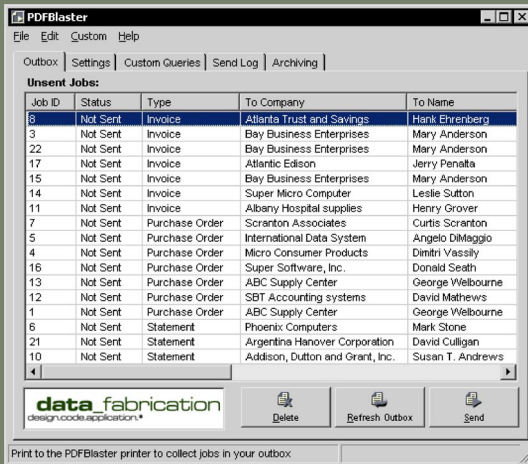 PDFBlaster
File Edit Custom Help
Outbox Settings Custom Queries Send Log Archiving
Unsent Jobs:
Job ID Status Type To Company To Name
8 Not Sent Invoice Atlanta Trust and Savings Hank Ehrenberg
3 Not Sent Invoice Bay Business Enterprises Mary Anderson
22 Not Sent Invoice Bay Business Enterprises Mary Anderson
17 Not Sent Invoice Atlantic Edison Jerry Penalta
15 Not Sent Invoice Bay Business Enterprises Mary Anderson
14 Not Sent Invoice Super Micro Computer Leslie Sutton
11 Not Sent Invoice Albany Hospital supplies Henry Grover
7 Not Sent Purchase Order Scranton Associates Curtis Scranton
5 Not Sent Purchase Order International Data System Angelo DiMaggio
4 Not Sent Purchase Order Micro Consumer Products Dimitri Vassily
16 Not Sent Purchase Order Super Software, Inc. Donald Seath
13 Not Sent Purchase Order ABC Supply Center George Welbourne
12 Not Sent Purchase Order SBT Accounting systems David Mathews
1 Not Sent Purchase Order ABC Supply Center George Welbourne
6 Not Sent Statement Phoenix Computers Mark Stone
21 Not Sent Statement Argentina Hanover Corporation David Culligan
10 Not Sent Statement Addison, Dutton and Grant, Inc. Susan T. Andrews
data_fabrication
design.code.application.*
Delete Refresh Outbox Send
Print to the PDFBlaster printer to collect jobs in your outbox